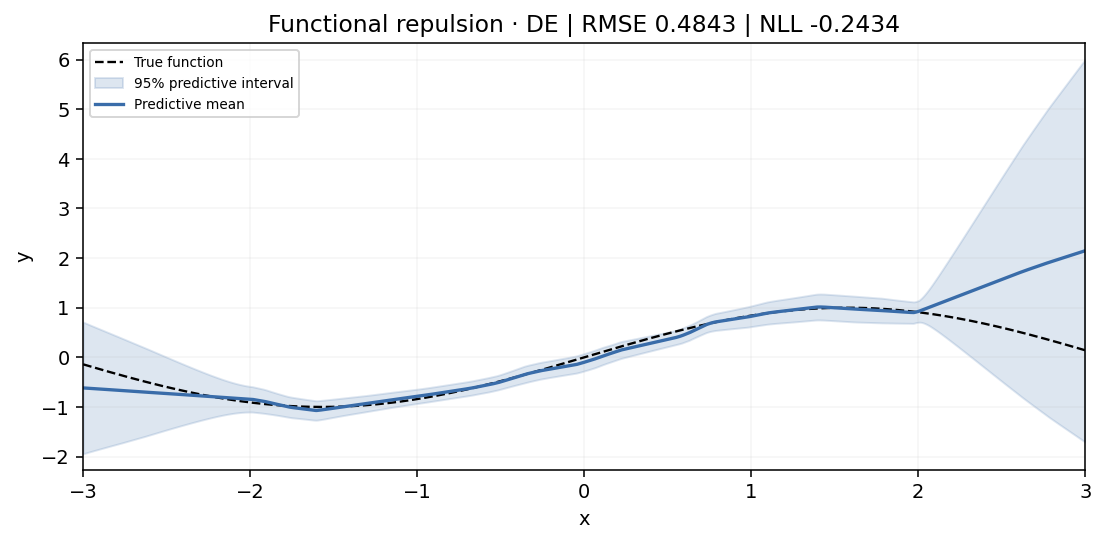 Functional repulsion · DE | RMSE 0.4843 | NLL -0.2434
True function
95% predictive interval
Predictive mean
6
5
4
3
2
1
0
−1
−2
y
−3
−2
−1
0
1
2
3
x